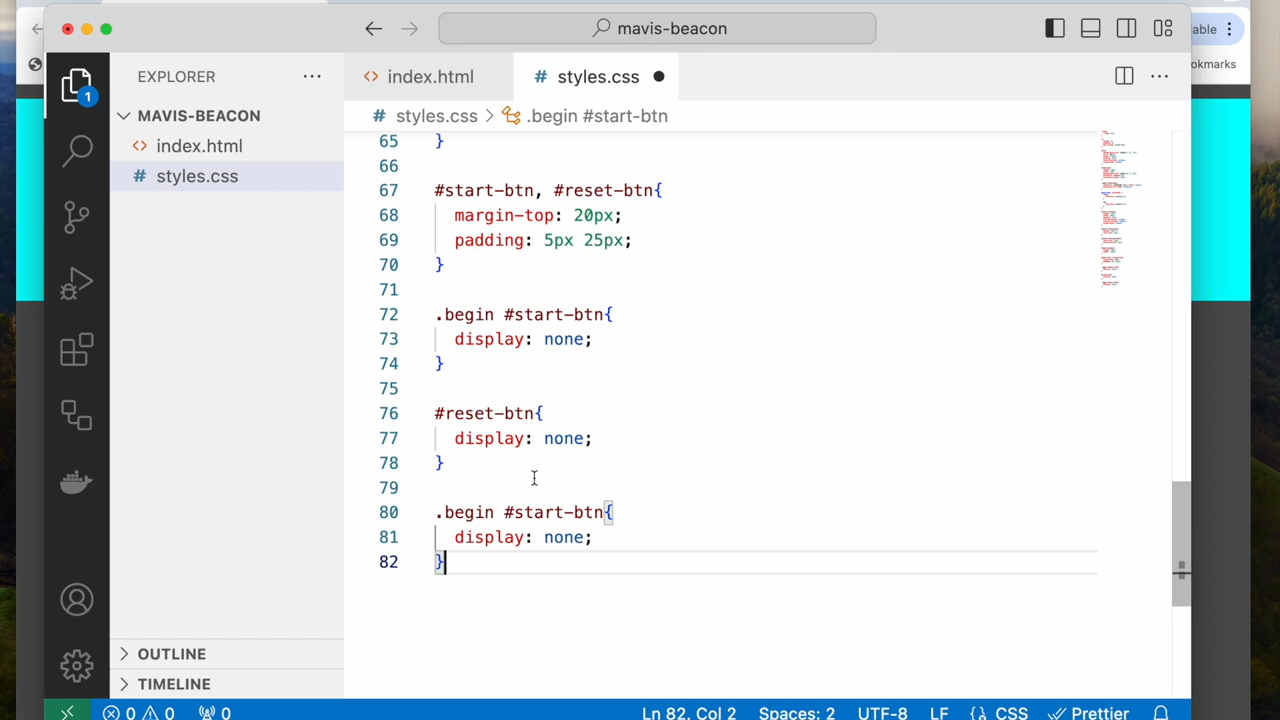 mavis-beacon
able
EXPLORER
index.html
styles.css
MAVIS-BEACON
# styles.css > .begin #start-btn
okmarks
<> index.html
# styles.css
1
65 }
66
67 #start-btn, #reset-btn{
68 margin-top: 20px;
69 padding: 5px 25px;
70 }
71
72 .begin #start-btn{
73 display: none;
74 }
75
76 #reset-btn{
77 display: none;
78 }
79
80 .begin #start-btn{
81 display: none;
82 }
OUTLINE
TIMELINE
0 0 0
Ln 82, Col 2 Spaces: 2 UTF-8 LF {} CSS Prettier